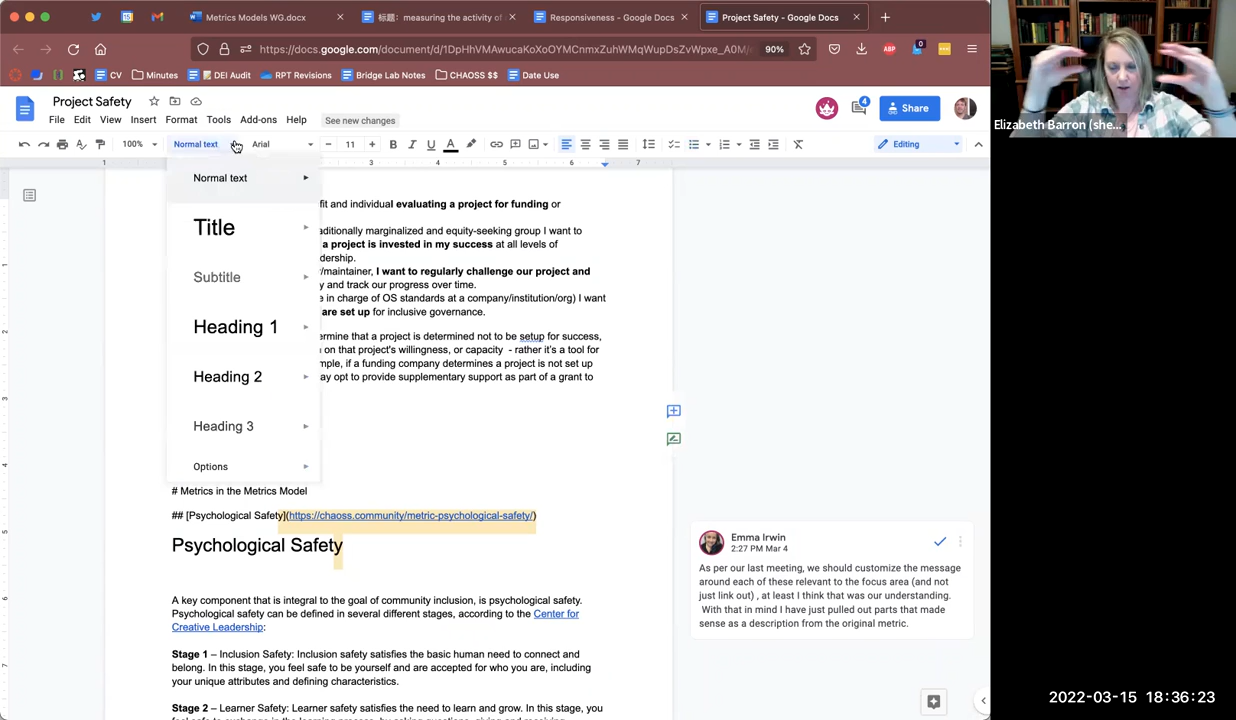 Metrics Models WG.docx
标题: measuring the activity of
Responsiveness - Google Docs
Project Safety - Google Docs
https://docs.google.com/document/d/1DpHhVMAwucaKoXoOYMCnmxZuhWMqWupDsZvWpxe_A0M/
90%
CV
Minutes
DEI Audit
RPT Revisions
Bridge Lab Notes
CHAOSS $$
Date Use
ABP
0
Project Safety
File Edit View Insert Format Tools Add-ons Help See new changes
4
Share
100% Normal text Arial 11 Editing
1 3 4 5 6 7
Normal text
Title
Subtitle
Heading 1
Heading 2
Heading 3
Options
fit and individual evaluating a project for funding or
aditionally marginalized and equity-seeking group I want to
a project is invested in my success at all levels of
dership.
/maintainer, I want to regularly challenge our project and
y and track our progress over time.
e in charge of OS standards at a company/institution/org) I want
are set up for inclusive governance.
ermine that a project is determined not to be setup for success,
on that project's willingness, or capacity - rather it's a tool for
mple, if a funding company determines a project is not set up
ay opt to provide supplementary support as part of a grant to
# Metrics in the Metrics Model
## [Psychological Safety](https://chaoss.community/metric-psychological-safety/)
Psychological Safety
A key component that is integral to the goal of community inclusion, is psychological safety.
Psychological safety can be defined in several different stages, according to the Center for
Creative Leadership:
Stage 1 – Inclusion Safety: Inclusion safety satisfies the basic human need to connect and
belong. In this stage, you feel safe to be yourself and are accepted for who you are, including
your unique attributes and defining characteristics.
Stage 2 – Learner Safety: Learner safety satisfies the need to learn and grow. In this stage, you
Emma Irwin
2:27 PM Mar 4
As per our last meeting, we should customize the message
around each of these relevant to the focus area (and not
just link out) , at least I think that was our understanding.
With that in mind I have just pulled out parts that made
sense as a description from the original metric.
Elizabeth Barron (she...
2022-03-15 18:36:23